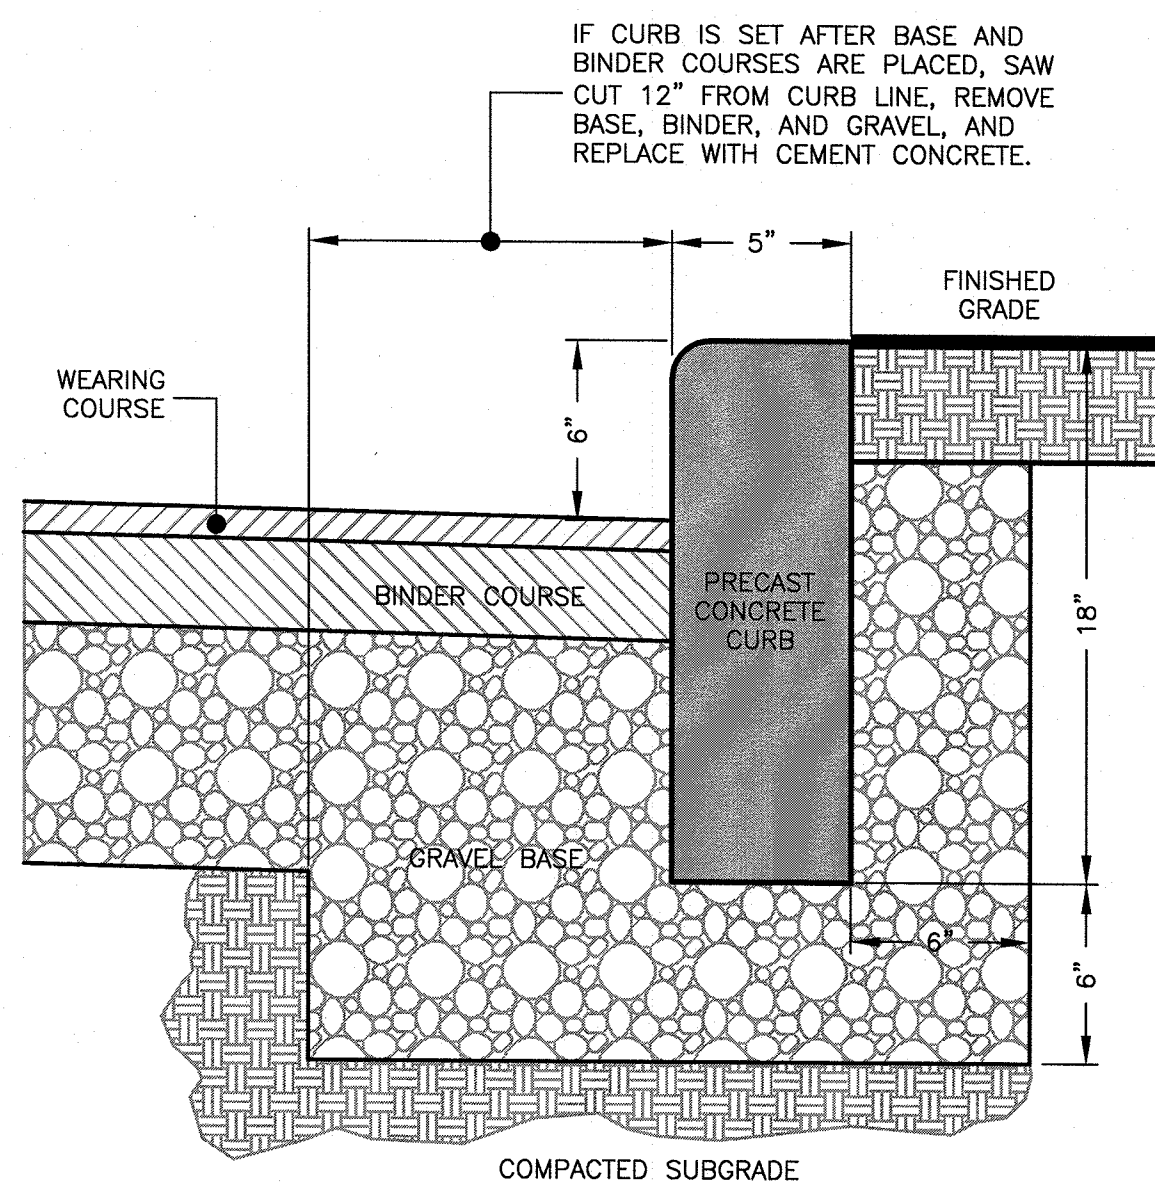 IF CURB IS SET AFTER BASE AND
BINDER COURSES ARE PLACED, SAW
CUT 12" FROM CURB LINE, REMOVE
BASE, BINDER, AND GRAVEL, AND
REPLACE WITH CEMENT CONCRETE.
5"
FINISHED
GRADE
WEARING
COURSE
6"
BINDER COURSE
PRECAST
CONCRETE
CURB
18"
GRAVEL BASE
6"
6"
COMPACTED SUBGRADE